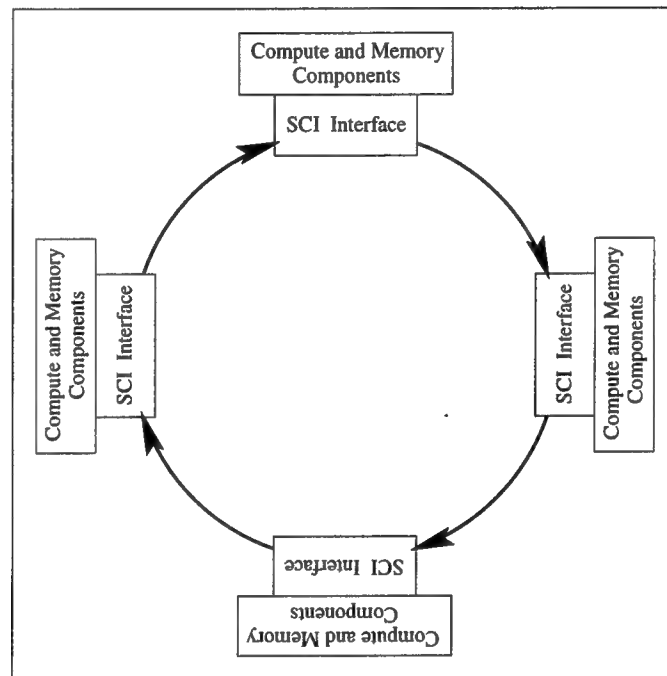 Compute and Memory
Components
SCI Interface
Compute and Memory
Components
SCI Interface
SCI Interface
Compute and Memory
Components
SCI Interface
Compute and Memory
Components